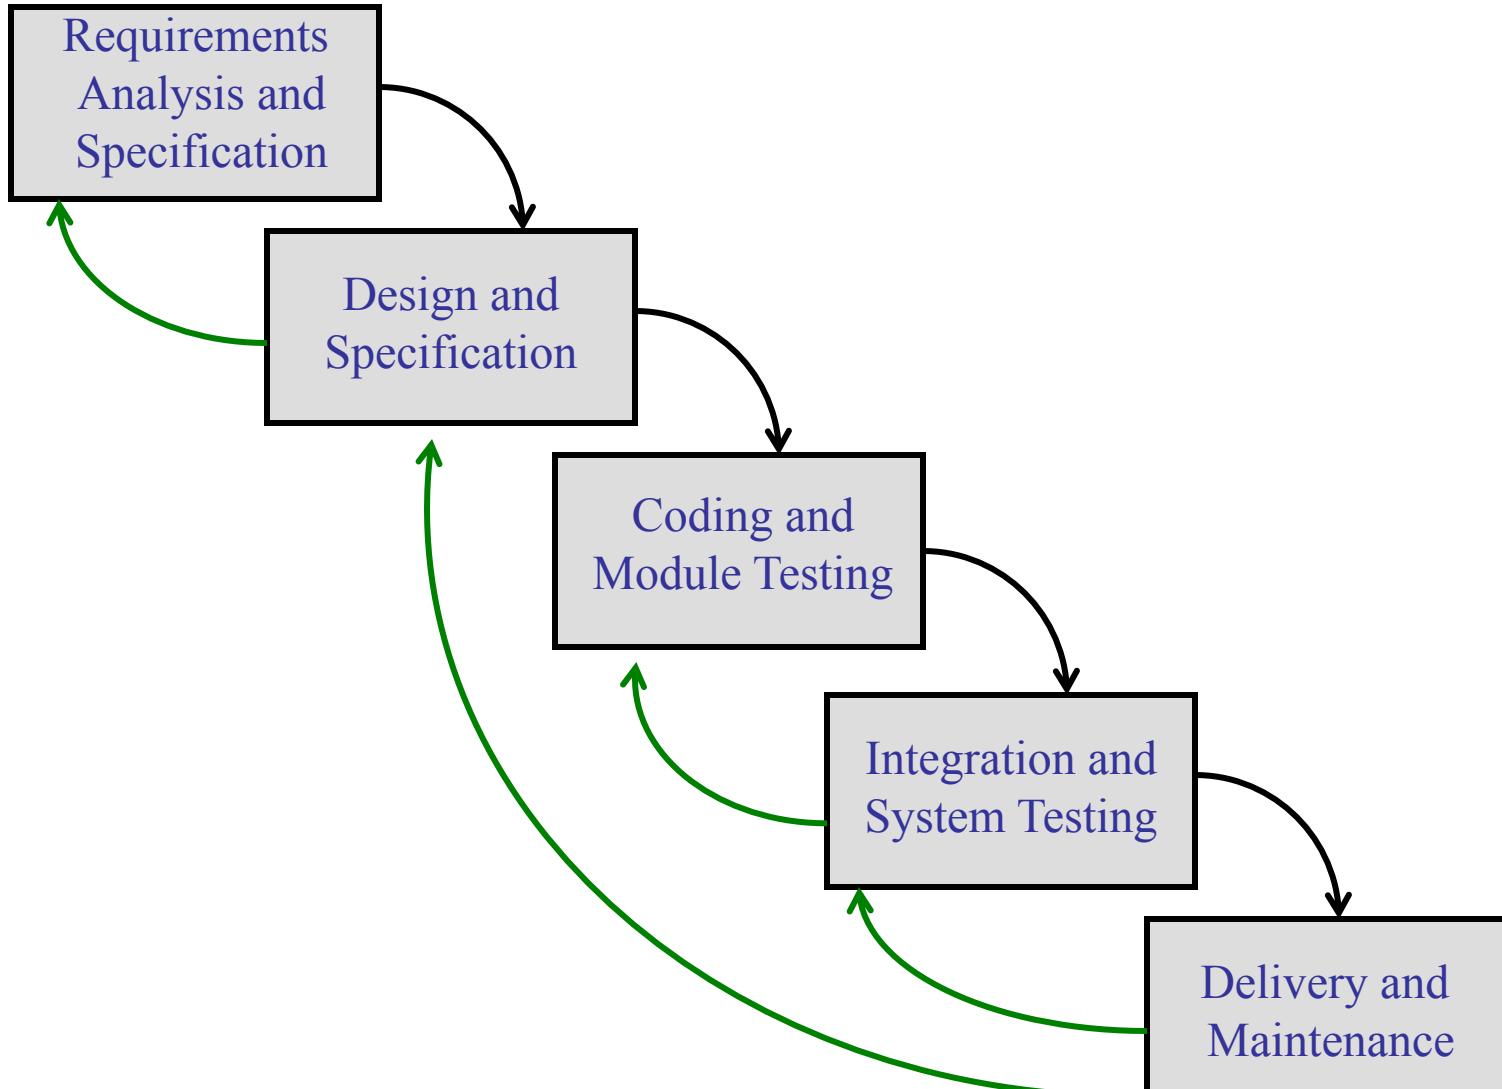 Requirements
Analysis and
Specification
Design and
Specification
Coding and
Module Testing
Integration and
System Testing
Delivery and
Maintenance